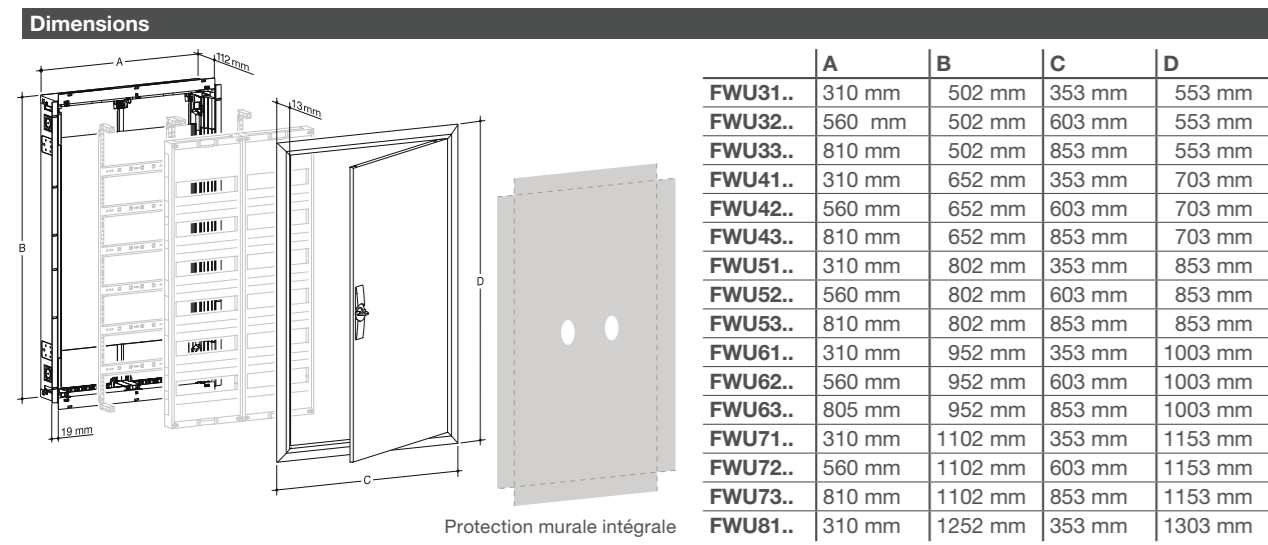 Dimensions
A
112mm
13mm
B
D
19 mm
C
Protection murale intégrale
A B C D
FWU31.. 310 mm 502 mm 353 mm 553 mm
FWU32.. 560 mm 502 mm 603 mm 553 mm
FWU33.. 810 mm 502 mm 853 mm 553 mm
FWU41.. 310 mm 652 mm 353 mm 703 mm
FWU42.. 560 mm 652 mm 603 mm 703 mm
FWU43.. 810 mm 652 mm 853 mm 703 mm
FWU51.. 310 mm 802 mm 353 mm 853 mm
FWU52.. 560 mm 802 mm 603 mm 853 mm
FWU53.. 810 mm 802 mm 853 mm 853 mm
FWU61.. 310 mm 952 mm 353 mm 1003 mm
FWU62.. 560 mm 952 mm 603 mm 1003 mm
FWU63.. 805 mm 952 mm 853 mm 1003 mm
FWU71.. 310 mm 1102 mm 353 mm 1153 mm
FWU72.. 560 mm 1102 mm 603 mm 1153 mm
FWU73.. 810 mm 1102 mm 853 mm 1153 mm
FWU81.. 310 mm 1252 mm 353 mm 1303 mm